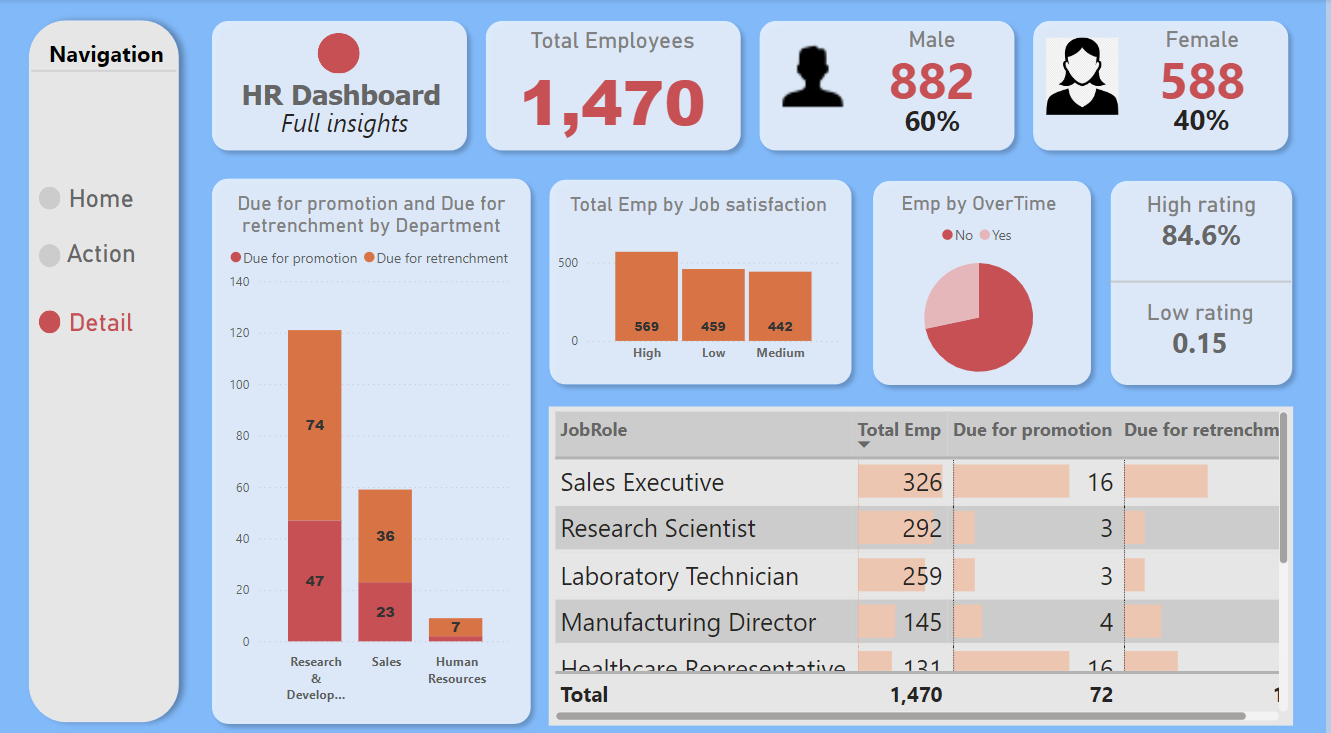 Navigation
Home
Action
Detail
HR Dashboard
Full insights
Total Employees
1,470
Male
882
60%
Female
588
40%
Due for promotion and Due for
retrenchment by Department
Due for promotion Due for retrenchment
140
120
100
80
60
40
20
0
74
47
36
23
7
Research
&
Develop...
Sales
Human
Resources
Total Emp by Job satisfaction
500
0
569 459 442
High Low Medium
Emp by OverTime
No Yes
High rating
84.6%
Low rating
0.15
JobRole Total Emp Due for promotion Due for retrenchm
Sales Executive 326 16
Research Scientist 292 3
Laboratory Technician 259 3
Manufacturing Director 145 4
Healthcare Representative 131 16
Total 1,470 72 1